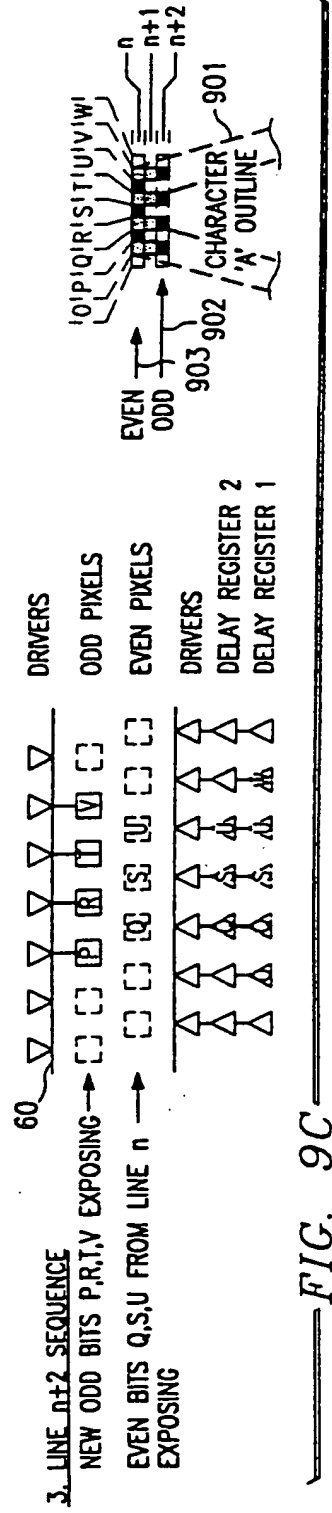 3. LINE n+2 SEQUENCE
NEW ODD BITS P,R,T,V EXPOSING
EVEN BITS Q,S,U FROM LINE n
EXPOSING
60
DRIVERS
P R T V
ODD PIXELS
Q S U
EVEN PIXELS
DRIVERS
Q S U
DELAY REGISTER 2
O Q S U W
DELAY REGISTER 1
'O'P'Q'R'S'T'U'V'W'
EVEN
ODD
903
902
n
n+1
n+2
901
CHARACTER
'A' OUTLINE
FIG. 9C